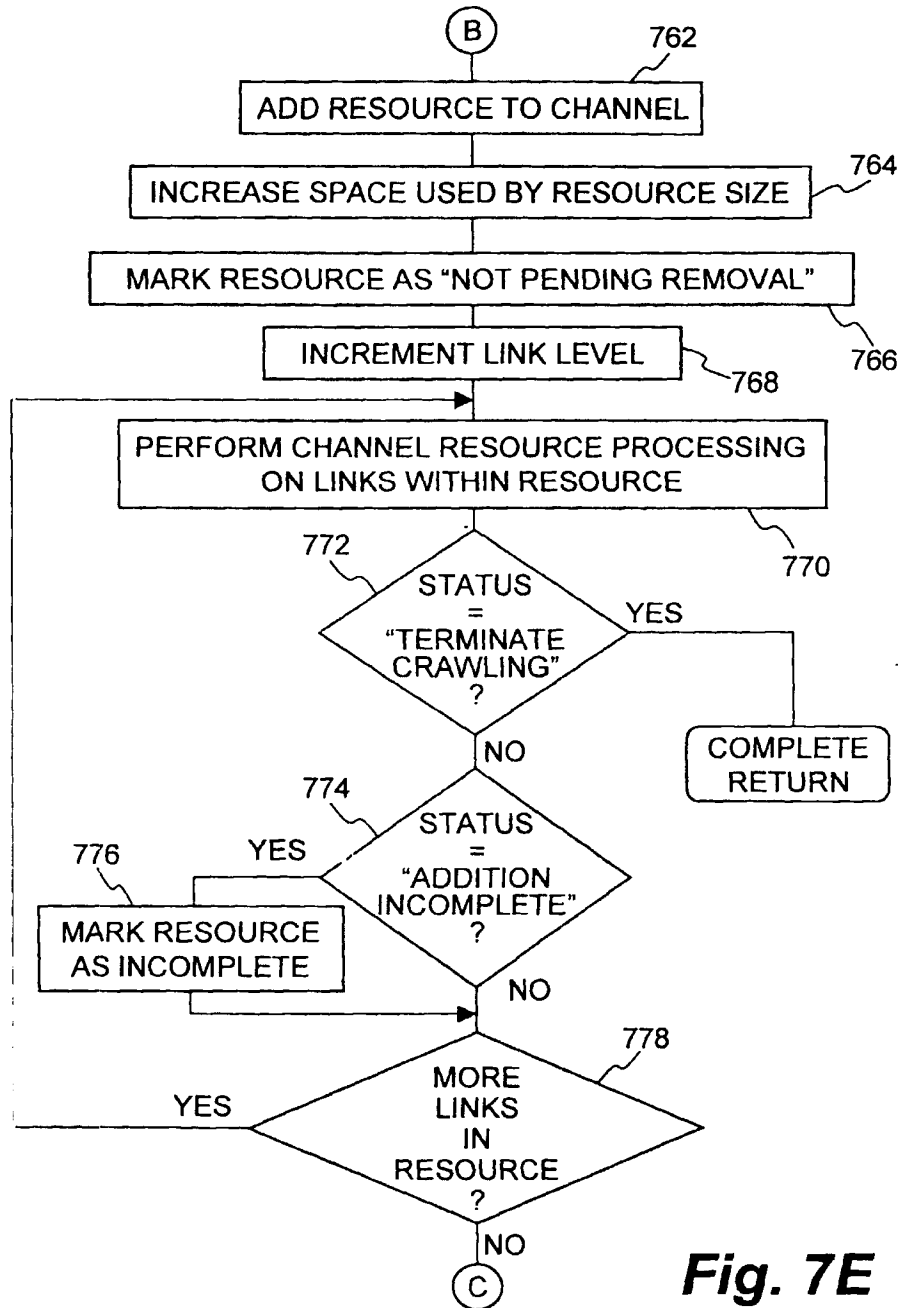 B
762
ADD RESOURCE TO CHANNEL
764
INCREASE SPACE USED BY RESOURCE SIZE
MARK RESOURCE AS “NOT PENDING REMOVAL”
766
INCREMENT LINK LEVEL
768
PERFORM CHANNEL RESOURCE PROCESSING
ON LINKS WITHIN RESOURCE
770
772
STATUS
=
“TERMINATE
CRAWLING”
?
YES
NO
COMPLETE
RETURN
774
STATUS
=
“ADDITION
INCOMPLETE”
?
YES
776
MARK RESOURCE
AS INCOMPLETE
NO
778
MORE
LINKS
IN
RESOURCE
?
YES
NO
C
Fig. 7E